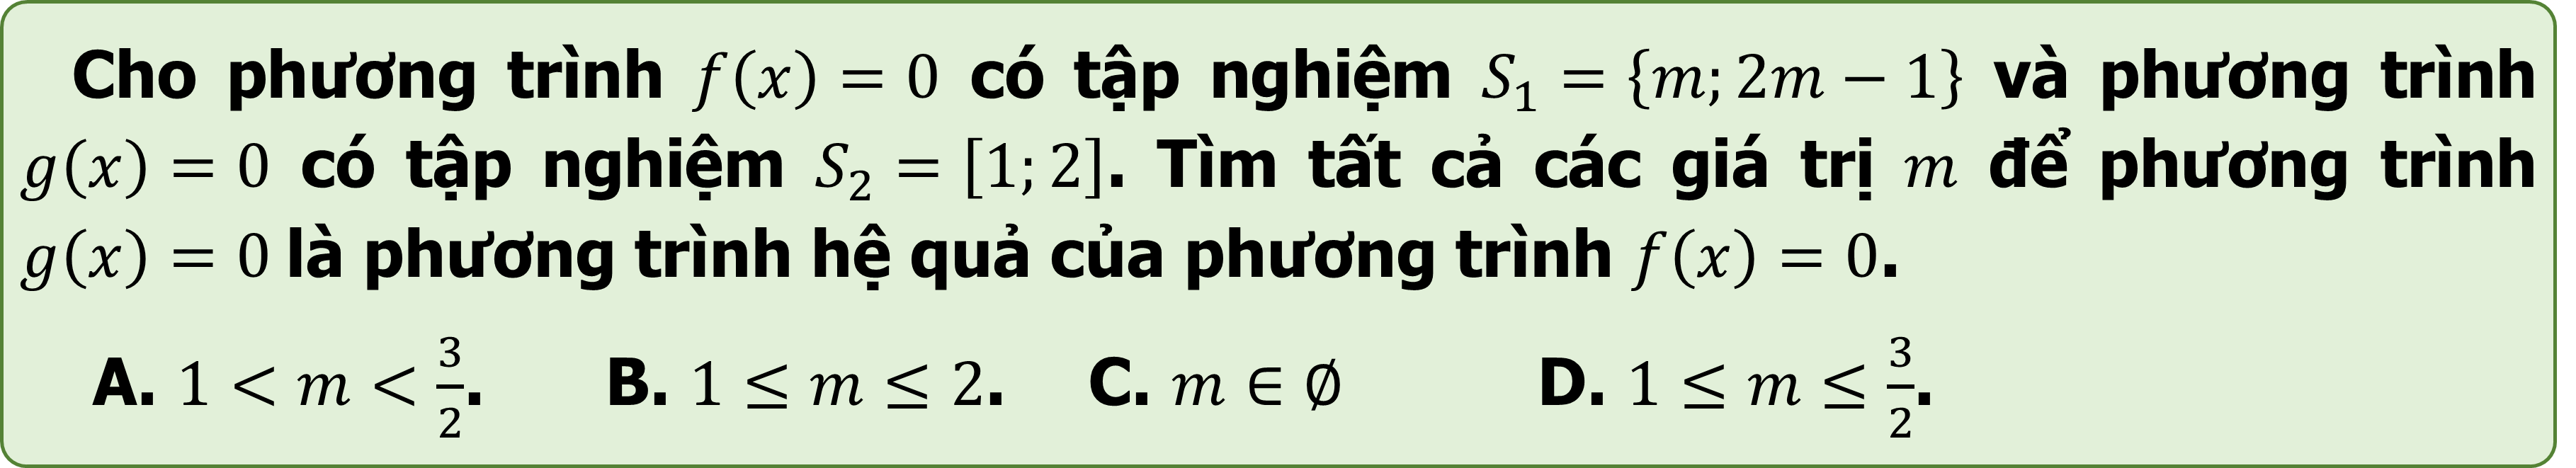 Cho phương trình f(x) = 0 có tập nghiệm S₁ = {m; 2m − 1} và phương trình
g(x) = 0 có tập nghiệm S₂ = [1; 2]. Tìm tất cả các giá trị m để phương trình
g(x) = 0 là phương trình hệ quả của phương trình f(x) = 0.
A. 1 < m < 3/2. B. 1 ≤ m ≤ 2. C. m ∈ ∅ D. 1 ≤ m ≤ 3/2.